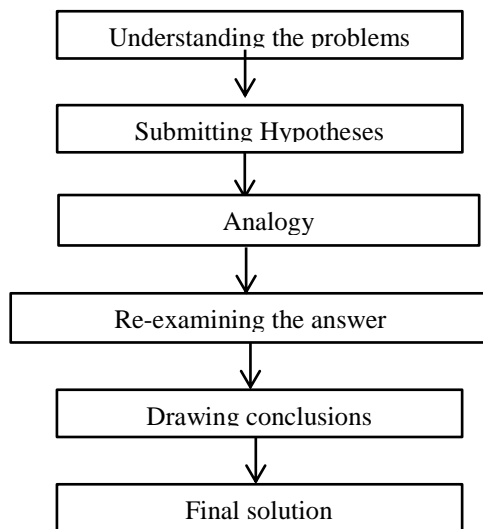 Understanding the problems
Submitting Hypotheses
Analogy
Re-examining the answer
Drawing conclusions
Final solution